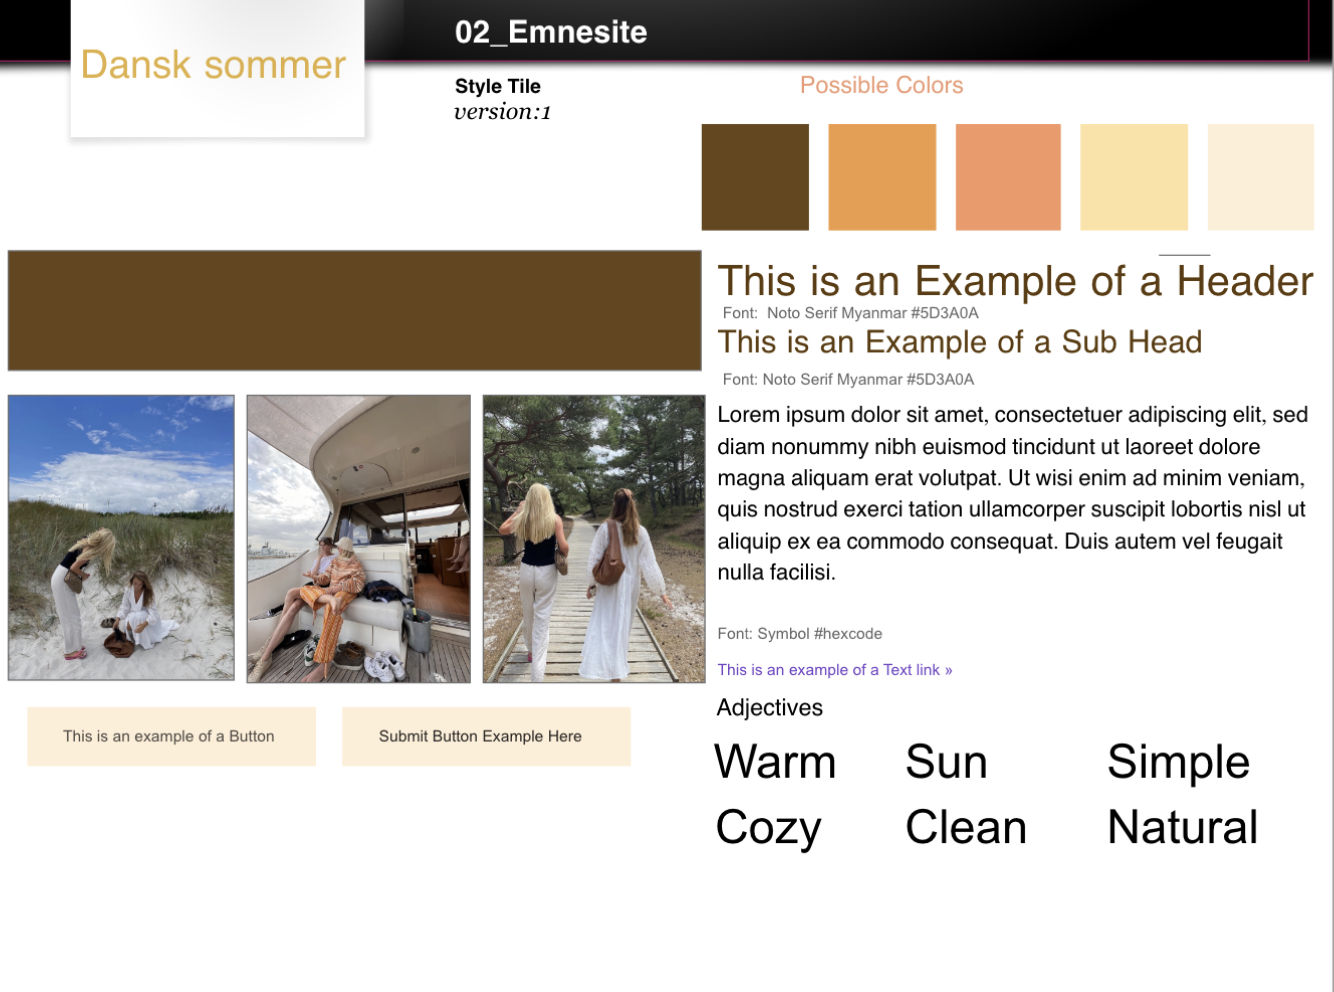 Dansk sommer
02_Emnesite
Style Tile
version:1
Possible Colors
This is an Example of a Header
Font:  Noto Serif Myanmar #5D3A0A
This is an Example of a Sub Head
Font: Noto Serif Myanmar #5D3A0A
Lorem ipsum dolor sit amet, consectetuer adipiscing elit, sed
diam nonummy nibh euismod tincidunt ut laoreet dolore
magna aliquam erat volutpat. Ut wisi enim ad minim veniam,
quis nostrud exerci tation ullamcorper suscipit lobortis nisl ut
aliquip ex ea commodo consequat. Duis autem vel feugait
nulla facilisi.
Font: Symbol #hexcode
This is an example of a Text link »
This is an example of a Button
Submit Button Example Here
Adjectives
Warm Sun Simple
Cozy Clean Natural